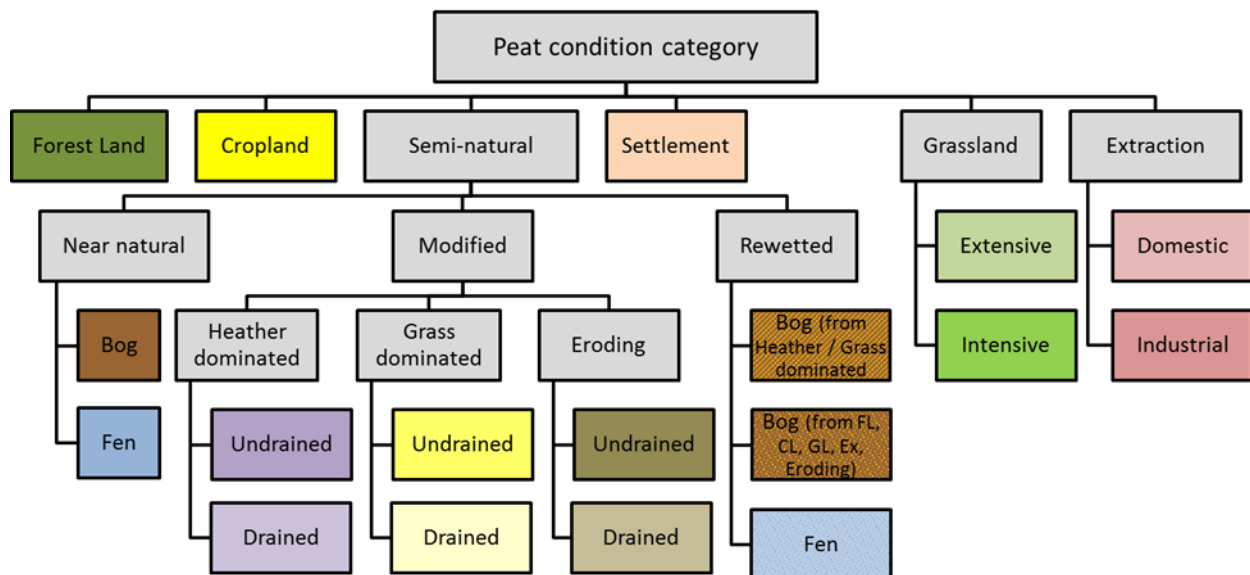 Peat condition category
Forest Land
Cropland
Semi-natural
Settlement
Grassland
Extraction
Near natural
Modified
Rewetted
Extensive
Domestic
Bog
Heather
dominated
Grass
dominated
Eroding
Bog (from
Heather / Grass
dominated
Intensive
Industrial
Fen
Undrained
Undrained
Undrained
Bog (from FL,
CL, GL, Ex,
Eroding)
Drained
Drained
Drained
Fen